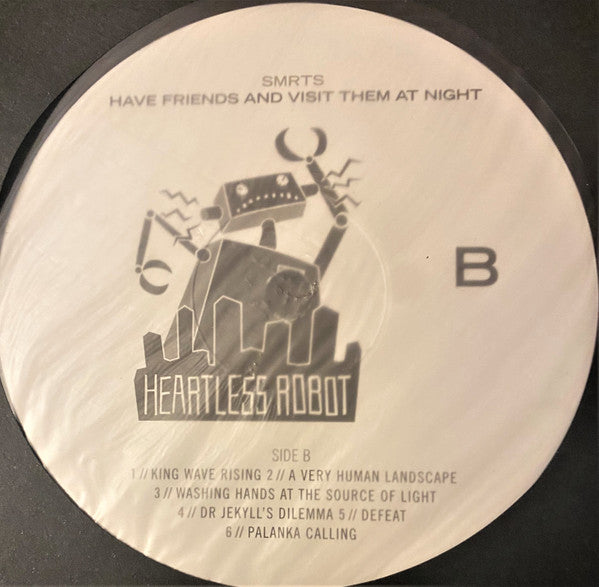 SMRTS
HAVE FRIENDS AND VISIT THEM AT NIGHT
B
HEARTLESS ROBOT
SIDE B
1 // KING WAVE RISING 2 // A VERY HUMAN LANDSCAPE
3 // WASHING HANDS AT THE SOURCE OF LIGHT
4 // DR JEKYLL'S DILEMMA 5 // DEFEAT
6 // PALANKA CALLING